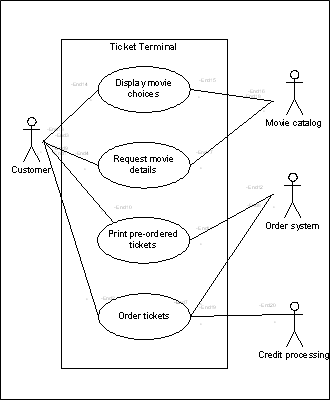 Ticket Terminal
Display movie
choices
Movie catalog
Customer
Request movie
details
Print pre-ordered
tickets
Order system
Order tickets
Credit processing